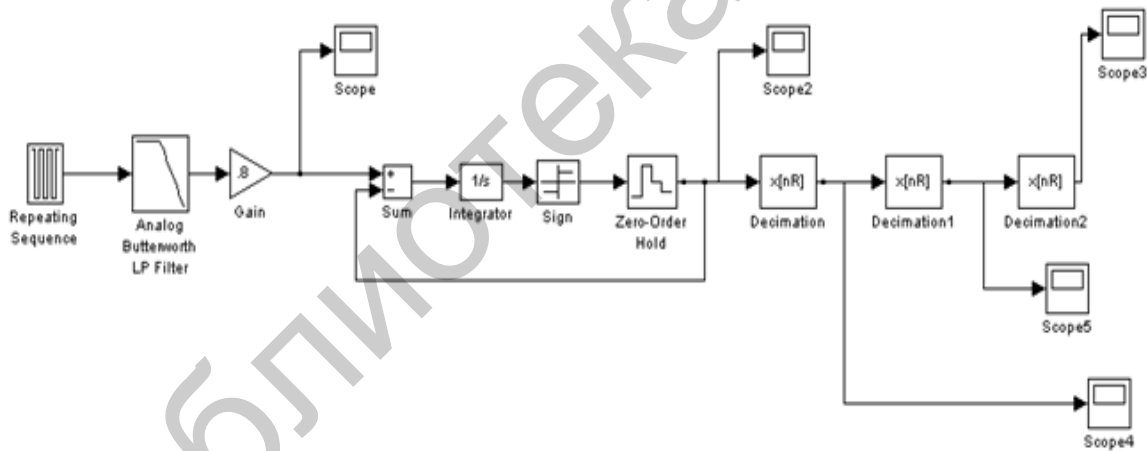 Scope
Scope2
Scope3
.8
+
−
1/s
x[nR]
x[nR]
x[nR]
Repeating
Sequence
Analog
Butterworth
LP Filter
Gain
Sum
Integrator
Sign
Zero-Order
Hold
Decimation
Decimation1
Decimation2
Scope5
Scope4
блиотека